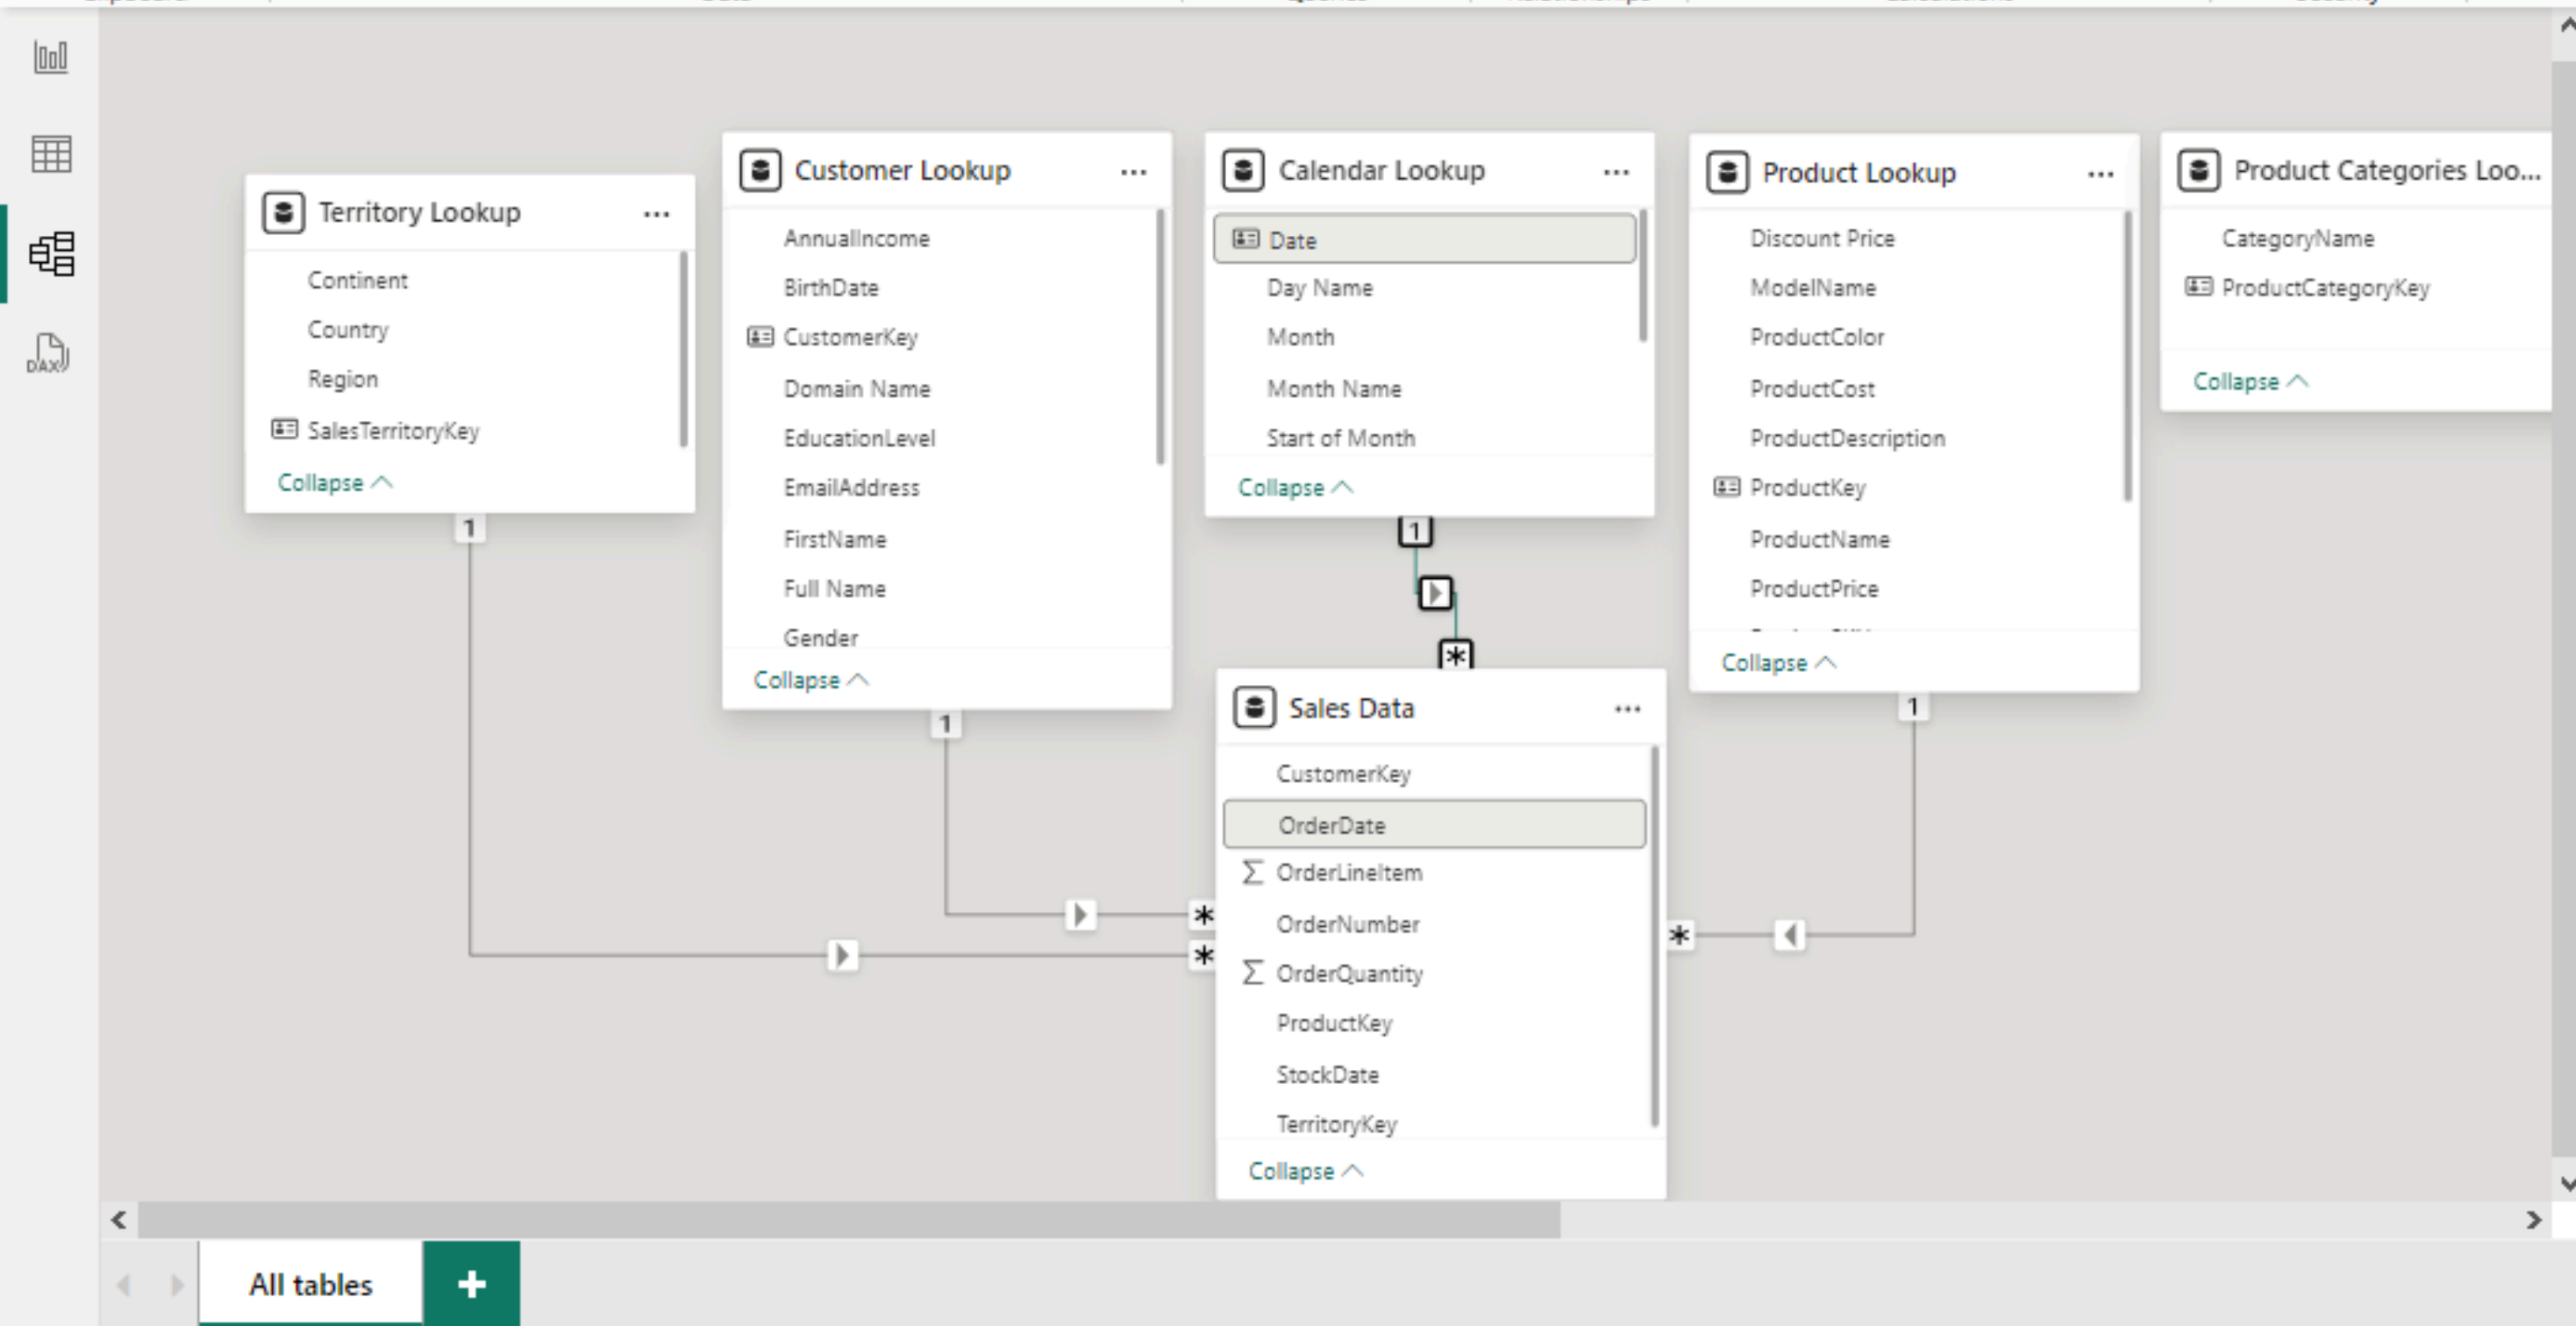 Territory Lookup
Continent
Country
Region
SalesTerritoryKey
Collapse
1
Customer Lookup
AnnualIncome
BirthDate
CustomerKey
Domain Name
EducationLevel
EmailAddress
FirstName
Full Name
Gender
Collapse
1
Calendar Lookup
Date
Day Name
Month
Month Name
Start of Month
Collapse
1
*
Product Lookup
Discount Price
ModelName
ProductColor
ProductCost
ProductDescription
ProductKey
ProductName
ProductPrice
Collapse
1
Product Categories Loo...
CategoryName
ProductCategoryKey
Collapse
Sales Data
CustomerKey
OrderDate
Σ OrderLineItem
OrderNumber
Σ OrderQuantity
ProductKey
StockDate
TerritoryKey
Collapse
*
*
*
DAX
All tables
+